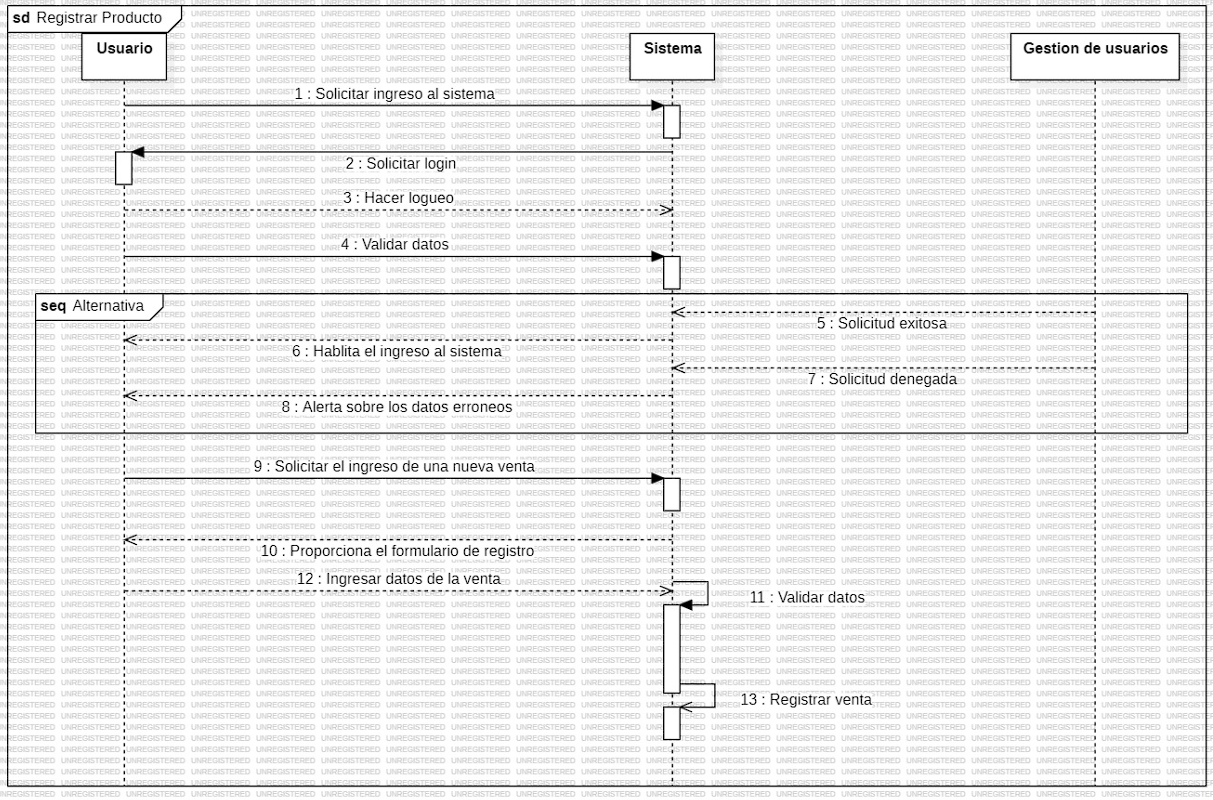 sd Registrar Producto
Usuario
Sistema
Gestion de usuarios
1 : Solicitar ingreso al sistema
2 : Solicitar login
3 : Hacer logueo
4 : Validar datos
seq Alternativa
5 : Solicitud exitosa
6 : Hablita el ingreso al sistema
7 : Solicitud denegada
8 : Alerta sobre los datos erroneos
9 : Solicitar el ingreso de una nueva venta
10 : Proporciona el formulario de registro
12 : Ingresar datos de la venta
11 : Validar datos
13 : Registrar venta
UNREGISTERED